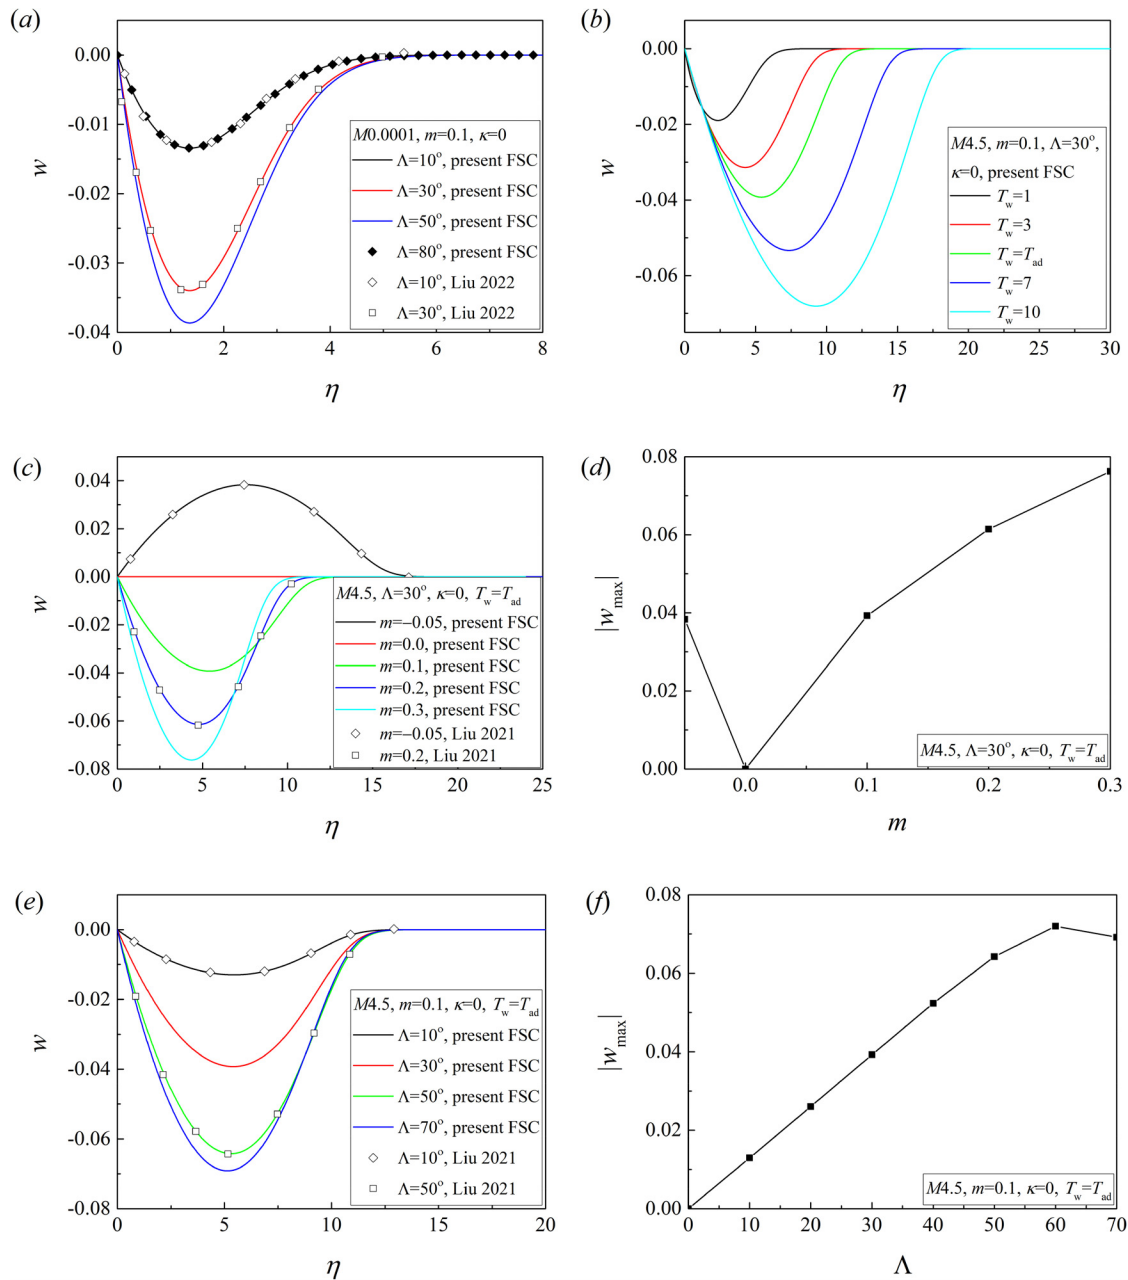 (a)
0.00
-0.01
-0.02
-0.03
-0.04
w
0 2 4 6 8
η
M0.0001, m=0.1, κ=0
Λ=10°, present FSC
Λ=30°, present FSC
Λ=50°, present FSC
Λ=80°, present FSC
Λ=10°, Liu 2022
Λ=30°, Liu 2022
(b)
0.00
-0.02
-0.04
-0.06
w
0 5 10 15 20 25 30
η
M4.5, m=0.1, Λ=30°,
κ=0, present FSC
Tw=1
Tw=3
Tw=Tad
Tw=7
Tw=10
(c)
0.04
0.02
0.00
-0.02
-0.04
-0.06
-0.08
w
0 5 10 15 20 25
η
M4.5, Λ=30°, κ=0, Tw=Tad
m=−0.05, present FSC
m=0.0, present FSC
m=0.1, present FSC
m=0.2, present FSC
m=0.3, present FSC
m=−0.05, Liu 2021
m=0.2, Liu 2021
(d)
0.08
0.06
0.04
0.02
0.00
|wmax|
0.0 0.1 0.2 0.3
m
M4.5, Λ=30°, κ=0, Tw=Tad
(e)
0.00
-0.02
-0.04
-0.06
-0.08
w
0 5 10 15 20
η
M4.5, m=0.1, κ=0, Tw=Tad
Λ=10°, present FSC
Λ=30°, present FSC
Λ=50°, present FSC
Λ=70°, present FSC
Λ=10°, Liu 2021
Λ=50°, Liu 2021
(f)
0.08
0.06
0.04
0.02
0.00
|wmax|
0 10 20 30 40 50 60 70
Λ
M4.5, m=0.1, κ=0, Tw=Tad